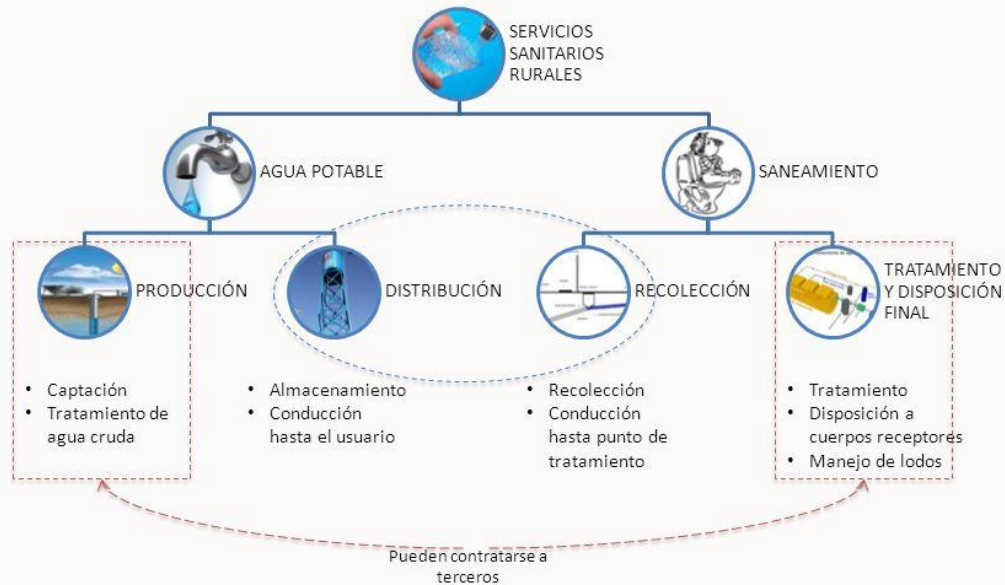 SERVICIOS
SANITARIOS
RURALES
AGUA POTABLE
SANEAMIENTO
PRODUCCIÓN
DISTRIBUCIÓN
RECOLECCIÓN
TRATAMIENTO
Y DISPOSICIÓN
FINAL
• Captación
• Tratamiento de
agua cruda
• Almacenamiento
• Conducción
hasta el usuario
• Recolección
• Conducción
hasta punto de
tratamiento
• Tratamiento
• Disposición a
cuerpos receptores
• Manejo de lodos
Pueden contratarse a
terceros